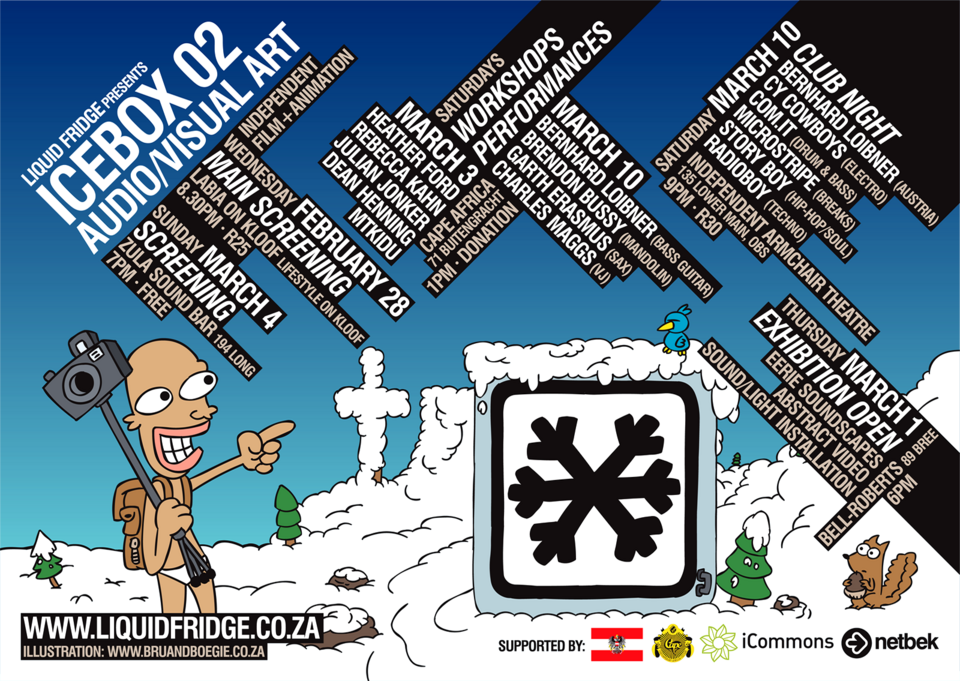 LIQUID FRIDGE PRESENTS
ICEBOX 02
AUDIO/VISUAL ART
INDEPENDENT
FILM + ANIMATION
WEDNESDAY FEBRUARY 28
MAIN SCREENING
LABIA ON KLOOF LIFESTYLE ON KLOOF
8:30PM · R25
SUNDAY MARCH 4
SCREENING
ZULA SOUND BAR 194 LONG
7PM · FREE
SATURDAYS
WORKSHOPS
PERFORMANCES
MARCH 3
HEATHER FORD
REBECCA KAHN
JULIAN JONKER
DEAN HENNING
MTKIDU
MARCH 10
BERNHARD LOIBNER (BASS GUITAR)
BRENDON BUSSY (MANDOLIN)
GARETH ERASMUS (SAX)
CHARLES MAGGS (VJ)
CAPE AFRICA
71 BUITENGRACHT
1PM · DONATION
CLUB NIGHT
SATURDAY MARCH 10
BERNHARD LOIBNER (AUSTRIA)
CY COWBOYS (ELECTRO)
COM.IT (DRUM & BASS)
MICROSTRIPE (BREAKS)
STORY BOY (HIP-HOP/SOUL)
RADIOBOY (TECHNO)
INDEPENDENT ARMCHAIR THEATRE
135 LOWER MAIN, OBS
9PM · R30
THURSDAY MARCH 1
EXHIBITION OPEN
EERIE SOUNDSCAPES
ABSTRACT VIDEO
SOUND/LIGHT INSTALLATION
BELL-ROBERTS 89 BREE
6PM
WWW.LIQUIDFRIDGE.CO.ZA
ILLUSTRATION: WWW.BRUANDBOEGIE.CO.ZA
SUPPORTED BY:
Cape
iCommons
netbek